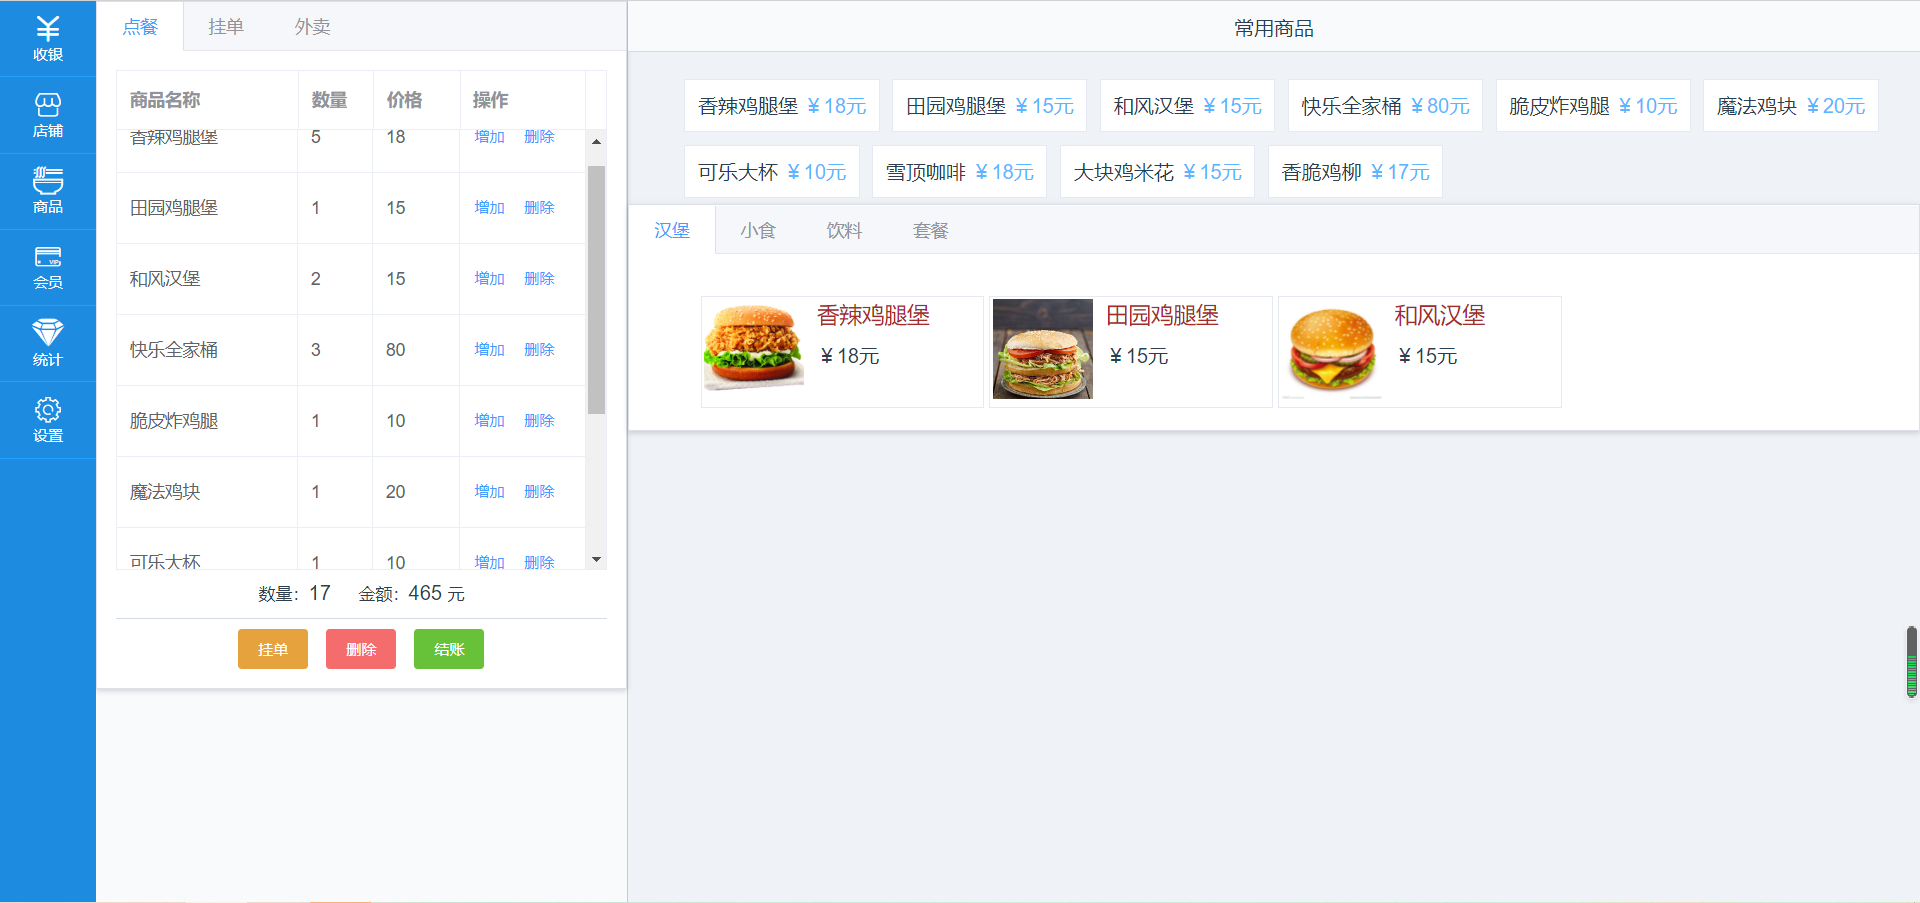 收银
店铺
商品
VIP
会员
统计
设置
点餐 挂单 外卖
商品名称 数量 价格 操作
香辣鸡腿堡 5 18 增加 删除
田园鸡腿堡 1 15 增加 删除
和风汉堡 2 15 增加 删除
快乐全家桶 3 80 增加 删除
脆皮炸鸡腿 1 10 增加 删除
魔法鸡块 1 20 增加 删除
可乐大杯 1 10 增加 删除
数量：17 金额：465 元
挂单 删除 结账
常用商品
香辣鸡腿堡 ¥18元 田园鸡腿堡 ¥15元 和风汉堡 ¥15元 快乐全家桶 ¥80元 脆皮炸鸡腿 ¥10元 魔法鸡块 ¥20元
可乐大杯 ¥10元 雪顶咖啡 ¥18元 大块鸡米花 ¥15元 香脆鸡柳 ¥17元
汉堡 小食 饮料 套餐
香辣鸡腿堡 田园鸡腿堡 和风汉堡
¥18元 ¥15元 ¥15元